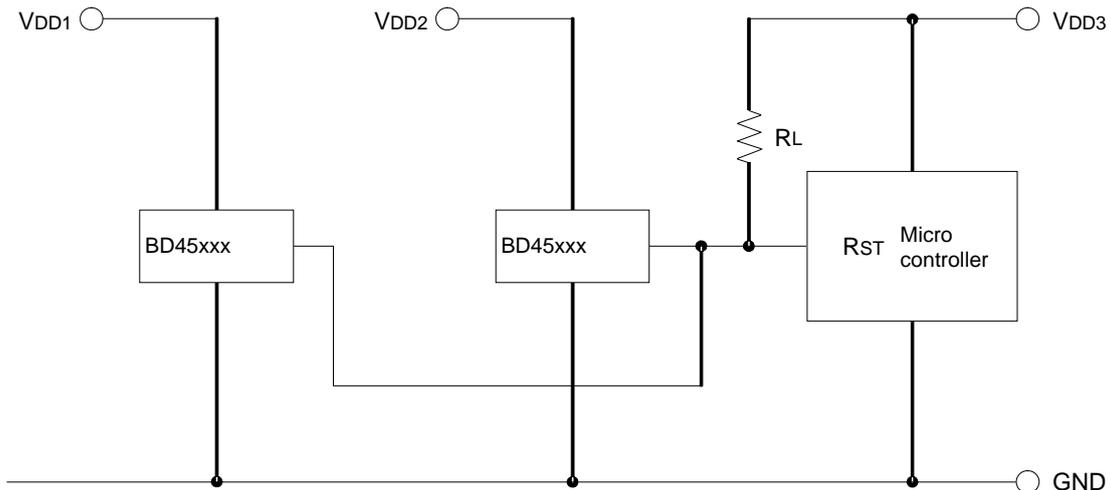 VDD1
VDD2
VDD3
RL
BD45xxx
BD45xxx
RST
Micro
controller
GND